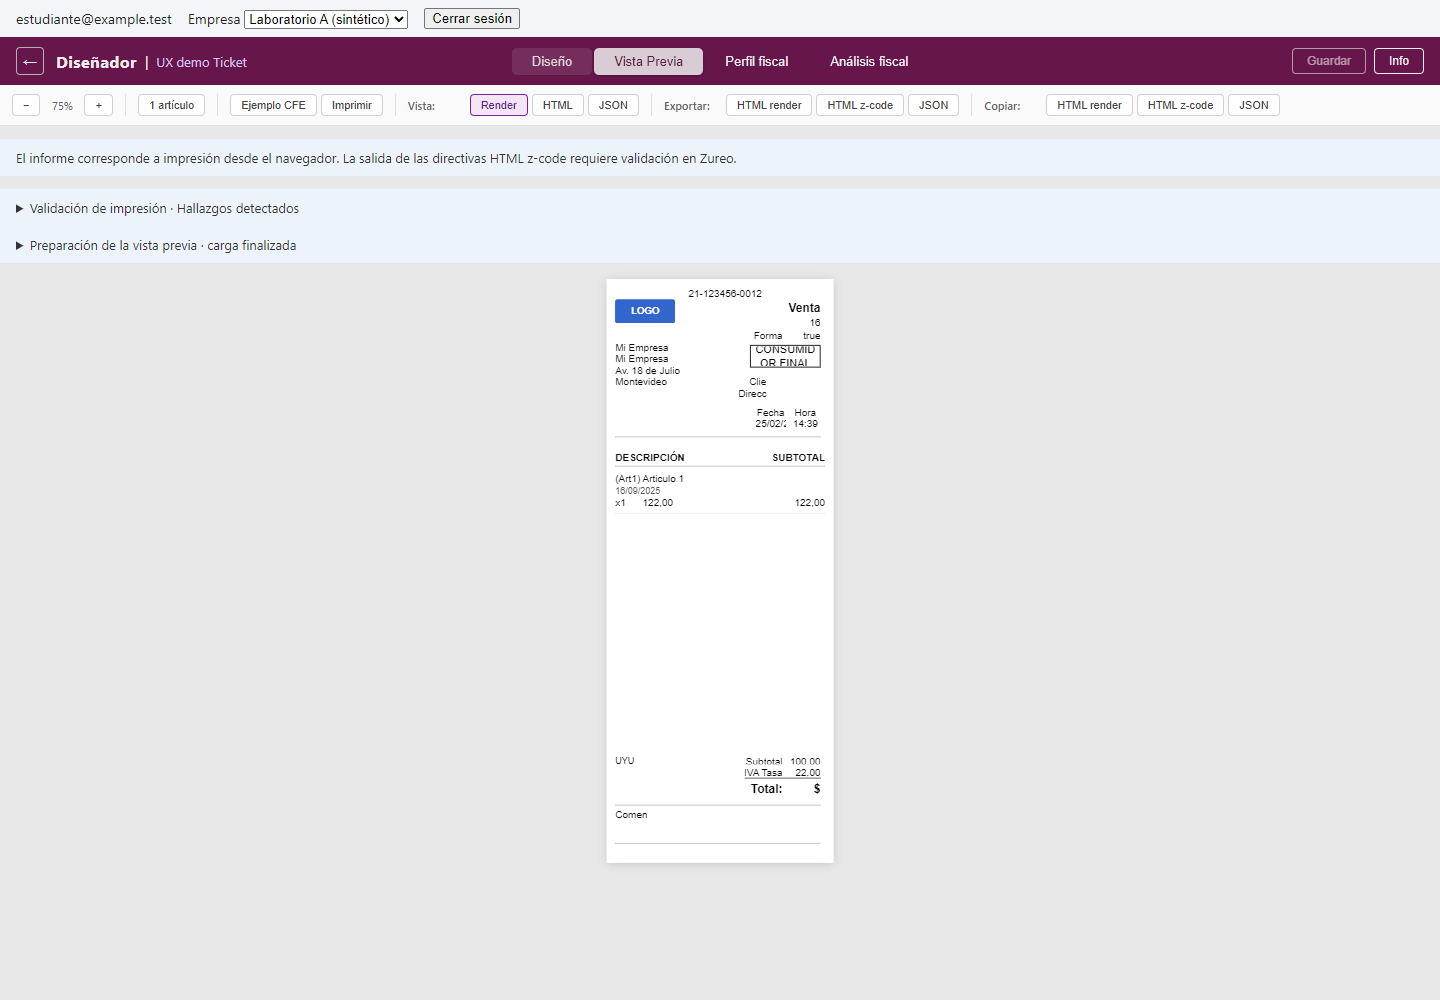 estudiante@example.test Empresa Laboratorio A (sintético) Cerrar sesión
← Diseñador | UX demo Ticket Diseño Vista Previa Perfil fiscal Análisis fiscal Guardar Info
− 75% + 1 artículo Ejemplo CFE Imprimir Vista: Render HTML JSON Exportar: HTML render HTML z-code JSON Copiar: HTML render HTML z-code JSON
El informe corresponde a impresión desde el navegador. La salida de las directivas HTML z-code requiere validación en Zureo.
▶ Validación de impresión · Hallazgos detectados
▶ Preparación de la vista previa · carga finalizada
21-123456-0012
LOGO
Venta
16
Forma true
Mi Empresa
Mi Empresa
Av. 18 de Julio
Montevideo
CONSUMID
OR FINAL
Clie
Direcc
Fecha Hora
25/02/2 14:39
DESCRIPCIÓN SUBTOTAL
(Art1) Articulo 1
16/09/2025
x1 122,00 122,00
UYU
Subtotal 100.00
IVA Tasa 22.00
Total: $
Comen